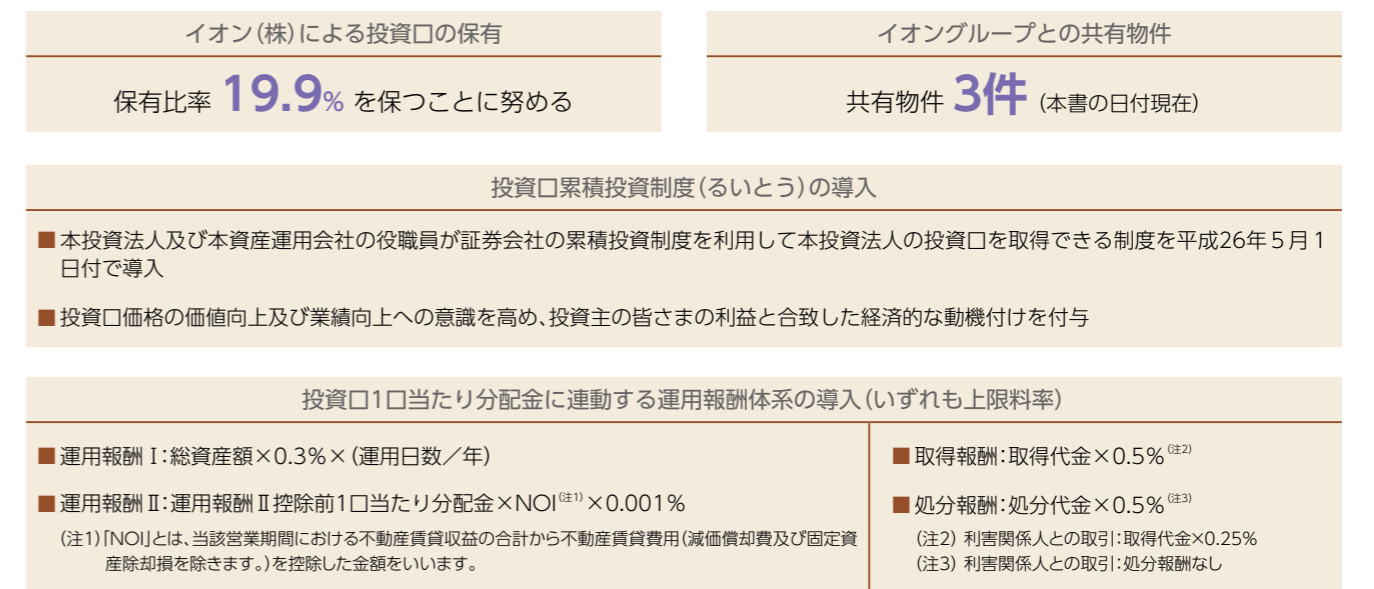 イオン(株)による投資口の保有
保有比率 19.9% を保つことに努める
イオングループとの共有物件
共有物件 3件 (本書の日付現在)
投資口累積投資制度(るいとう)の導入
■本投資法人及び本資産運用会社の役職員が証券会社の累積投資制度を利用して本投資法人の投資口を取得できる制度を平成26年5月1
日付で導入
■投資口価格の価値向上及び業績向上への意識を高め、投資主の皆さまの利益と合致した経済的な動機付けを付与
投資口1口当たり分配金に連動する運用報酬体系の導入(いずれも上限料率)
■運用報酬Ⅰ:総資産額×0.3%×(運用日数/年)
■運用報酬Ⅱ:運用報酬Ⅱ控除前1口当たり分配金×NOI(注1)×0.001%
(注1)「NOI」とは、当該営業期間における不動産賃貸収益の合計から不動産賃貸費用(減価償却費及び固定資
産除却損を除きます。)を控除した金額をいいます。
■取得報酬:取得代金×0.5%(注2)
■処分報酬:処分代金×0.5%(注3)
(注2) 利害関係人との取引:取得代金×0.25%
(注3) 利害関係人との取引:処分報酬なし